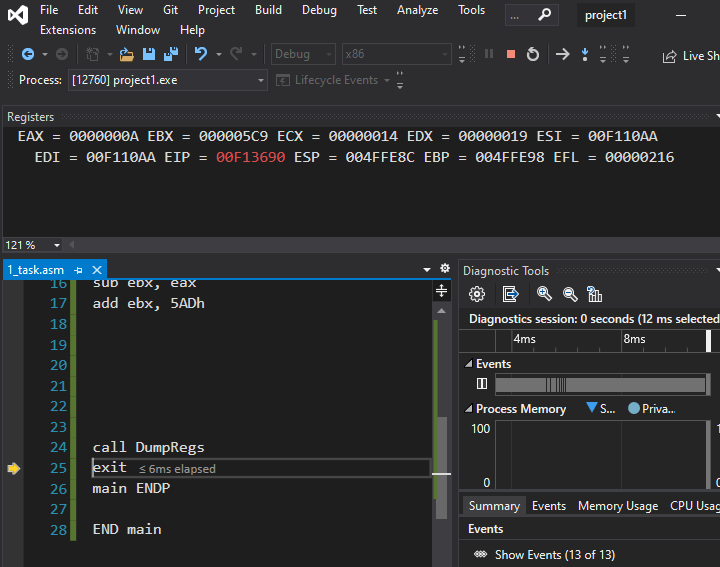 File Edit View Git Project Build Debug Test Analyze Tools ... project1
Extensions Window Help
Debug x86 Live Sh
Process: [12760] project1.exe Lifecycle Events
Registers
EAX = 0000000A EBX = 000005C9 ECX = 00000014 EDX = 00000019 ESI = 00F110AA
EDI = 00F110AA EIP = 00F13690 ESP = 004FFE8C EBP = 004FFE98 EFL = 00000216
121 %
1_task.asm
16 sub ebx, eax
17 add ebx, 5ADh
18
19
20
21
22
23
24 call DumpRegs
25 exit ≤ 6ms elapsed
26 main ENDP
27
28 END main
Diagnostic Tools
Diagnostics session: 0 seconds (12 ms selected
4ms 8ms
Events
Process Memory S... Priva...
100 1
0 0
Summary Events Memory Usage CPU Usag
Events
Show Events (13 of 13)